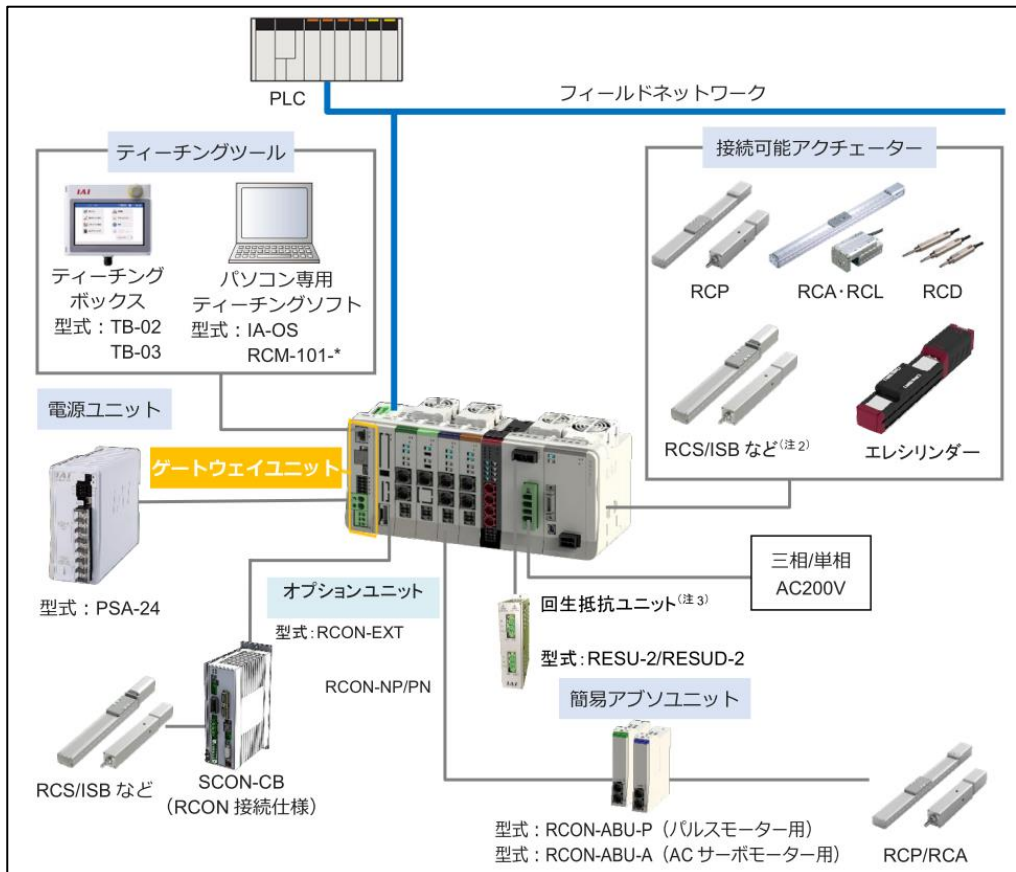 PLC
フィールドネットワーク
ティーチングツール
IAI
ティーチング
ボックス
型式：TB-02
TB-03
パソコン専用
ティーチングソフト
型式：IA-OS
RCM-101-*
接続可能アクチェーター
RCP
RCA・RCL
RCD
RCS/ISB など(注2)
エレシリンダー
電源ユニット
IAI
型式：PSA-24
ゲートウェイユニット
三相/単相
AC200V
オプションユニット
型式：RCON-EXT
RCON-NP/PN
回生抵抗ユニット(注3)
型式：RESU-2/RESUD-2
IAI
RCS/ISB など
SCON-CB
（RCON 接続仕様）
簡易アブソユニット
型式：RCON-ABU-P（パルスモーター用）
型式：RCON-ABU-A（AC サーボモーター用）
RCP/RCA